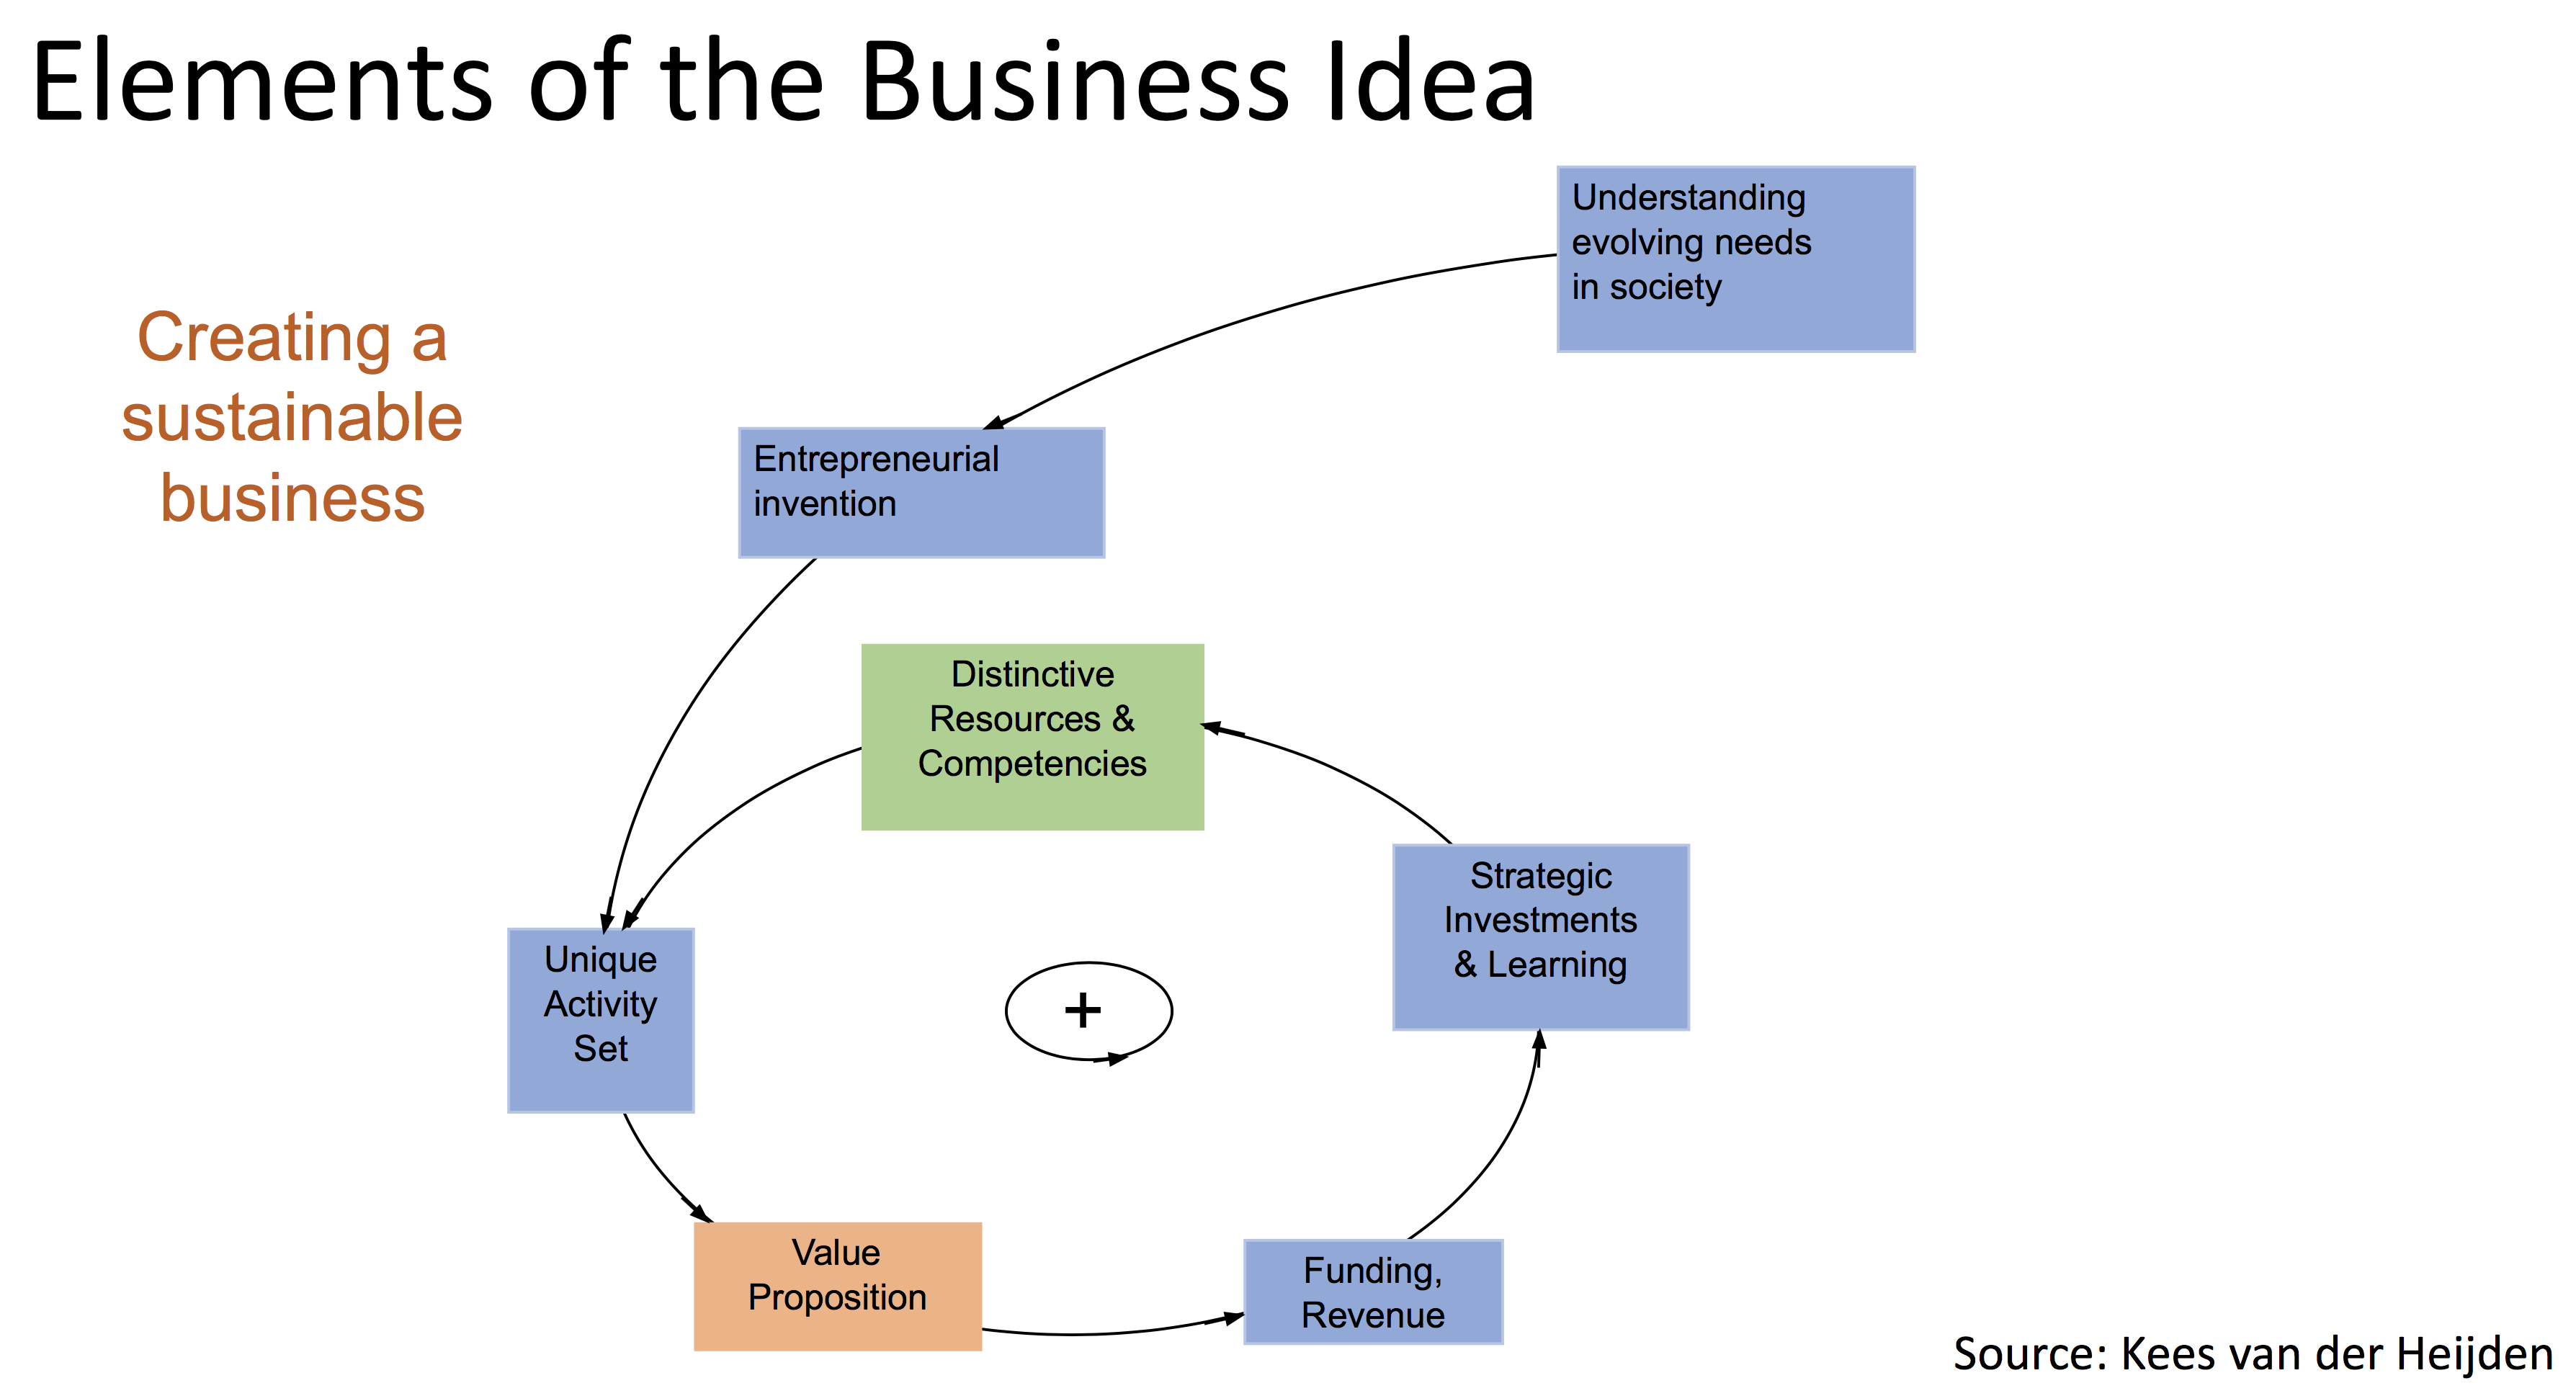 Elements of the Business Idea
Understanding
evolving needs
in society
Creating a
sustainable
business
Entrepreneurial
invention
Distinctive
Resources &
Competencies
Strategic
Investments
& Learning
Unique
Activity
Set
+
Value
Proposition
Funding,
Revenue
Source: Kees van der Heijden